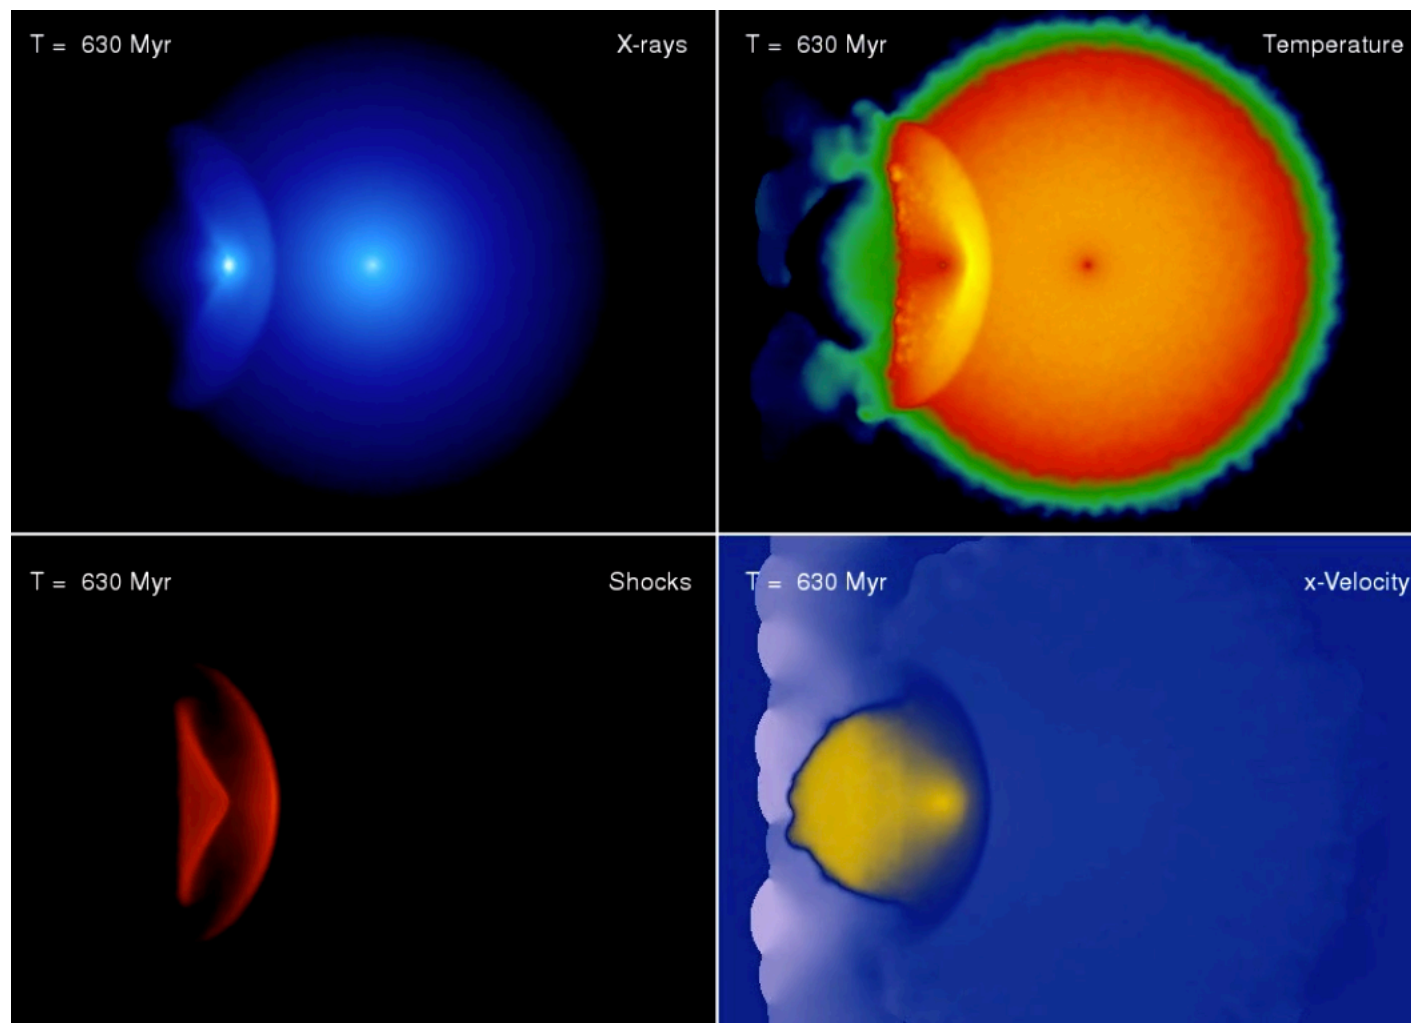 T = 630 Myr
X-rays
T = 630 Myr
Temperature
T = 630 Myr
Shocks
T = 630 Myr
x-Velocity